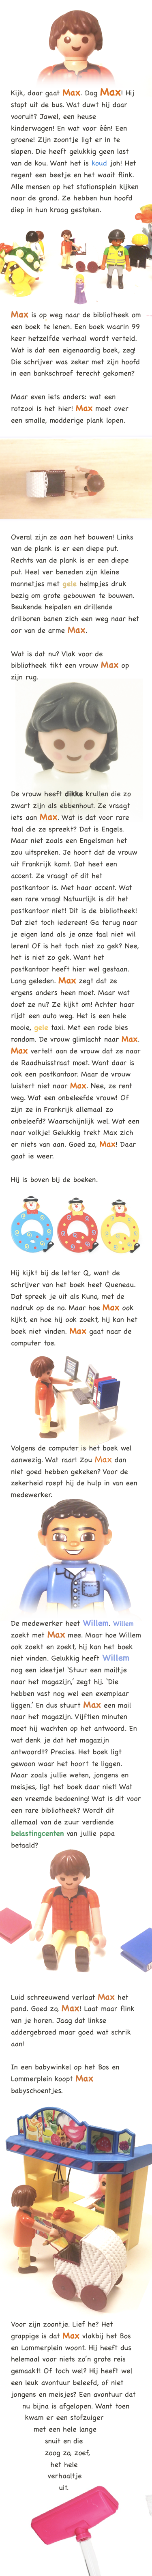 Kijk, daar gaat Max. Dag Max! Hij
stapt uit de bus. Wat duwt hij daar
vooruit? Jawel, een heuse
kinderwagen! En wat voor één! Een
groene! Zijn zoontje ligt er in te
slapen. Die heeft gelukkig geen last
van de kou. Want het is koud joh! Het
regent een beetje en het waait flink.
Alle mensen op het stationsplein kijken
naar de grond. Ze hebben hun hoofd
diep in hun kraag gestoken.
Max is op weg naar de bibliotheek om
een boek te lenen. Een boek waarin 99
keer hetzelfde verhaal wordt verteld.
Wat is dat een eigenaardig boek, zeg!
Die schrijver was zeker met zijn hoofd
in een bankschroef terecht gekomen?
Maar even iets anders: wat een
rotzooi is het hier! Max moet over
een smalle, modderige plank lopen.
Overal zijn ze aan het bouwen! Links
van de plank is er een diepe put.
Rechts van de plank is er een diepe
put. Heel ver beneden zijn kleine
mannetjes met gele helmpjes druk
bezig om grote gebouwen te bouwen.
Beukende heipalen en drillende
drilboren banen zich een weg naar het
oor van de arme Max.
Wat is dat nu? Vlak voor de
bibliotheek tikt een vrouw Max op
zijn rug.
De vrouw heeft dikke krullen die zo
zwart zijn als ebbenhout. Ze vraagt
iets aan Max. Wat is dat voor rare
taal die ze spreekt? Dat is Engels.
Maar niet zoals een Engelsman het
zou uitspreken. Je hoort dat de vrouw
uit Frankrijk komt. Dat heet een
accent. Ze vraagt of dit het
postkantoor is. Met haar accent. Wat
een rare vraag! Natuurlijk is dit het
postkantoor niet! Dit is de bibliotheek!
Dat ziet toch iedereen! Ga terug naar
je eigen land als je onze taal niet wil
leren! Of is het toch niet zo gek? Nee,
het is niet zo gek. Want het
postkantoor heeft hier wel gestaan.
Lang geleden. Max zegt dat ze
ergens anders heen moet. Maar wat
doet ze nu? Ze kijkt om! Achter haar
rijdt een auto weg. Het is een hele
mooie, gele taxi. Met een rode bies
rondom. De vrouw glimlacht naar Max.
Max vertelt aan de vrouw dat ze naar
de Raadhuisstraat moet. Want daar is
ook een postkantoor. Maar de vrouw
luistert niet naar Max. Nee, ze rent
weg. Wat een onbeleefde vrouw! Of
zijn ze in Frankrijk allemaal zo
onbeleefd? Waarschijnlijk wel. Wat een
raar volkje! Gelukkig trekt Max zich
er niets van aan. Goed zo, Max! Daar
gaat ie weer.
Hij is boven bij de boeken.
Hij kijkt bij de letter Q, want de
schrijver van het boek heet Queneau.
Dat spreek je uit als Kuno, met de
nadruk op de no. Maar hoe Max ook
kijkt, en hoe hij ook zoekt, hij kan het
boek niet vinden. Max gaat naar de
computer toe.
Volgens de computer is het boek wel
aanwezig. Wat raar! Zou Max dan
niet goed hebben gekeken? Voor de
zekerheid roept hij de hulp in van een
medewerker.
De medewerker heet Willem. Willem
zoekt met Max mee. Maar hoe Willem
ook zoekt en zoekt, hij kan het boek
niet vinden. Gelukkig heeft Willem
nog een ideetje! 'Stuur een mailtje
naar het magazijn,' zegt hij. 'Die
hebben vast nog wel een exemplaar
liggen.' En dus stuurt Max een mail
naar het magazijn. Vijftien minuten
moet hij wachten op het antwoord. En
wat denk je dat het magazijn
antwoordt? Precies. Het boek ligt
gewoon waar het hoort te liggen.
Maar zoals jullie weten, jongens en
meisjes, ligt het boek daar niet! Wat
een vreemde bedoening! Wat is dit voor
een rare bibliotheek? Wordt dit
allemaal van de zuur verdiende
belastingcenten van jullie papa
betaald?
Luid schreeuwend verlaat Max het
pand. Goed zo, Max! Laat maar flink
van je horen. Jaag dat linkse
addergebroed maar goed wat schrik
aan!
In een babywinkel op het Bos en
Lommerplein koopt Max
babyschoentjes.
Voor zijn zoontje. Lief he? Het
grappige is dat Max vlakbij het Bos
en Lommerplein woont. Hij heeft dus
helemaal voor niets zo'n grote reis
gemaakt! Of toch wel? Hij heeft wel
een leuk avontuur beleefd, of niet
jongens en meisjes? Een avontuur dat
nu bijna is afgelopen. Want toen
kwam er een stofzuiger
met een hele lange
snuit en die
zoog zo, zoef,
het hele
verhaaltje
uit.